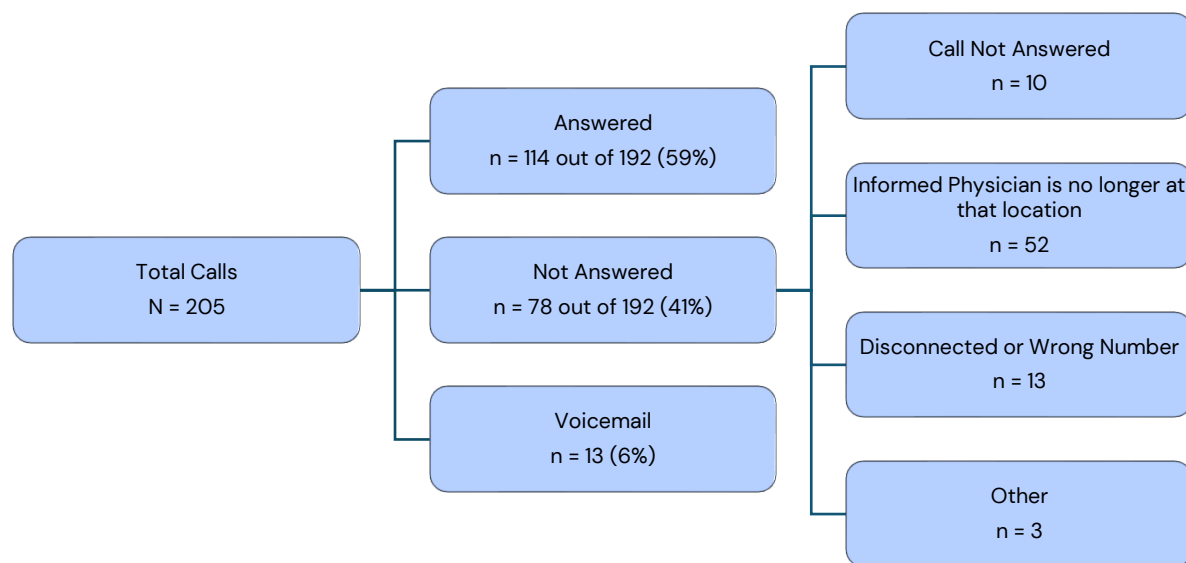 Total Calls
N = 205
Answered
n = 114 out of 192 (59%)
Not Answered
n = 78 out of 192 (41%)
Voicemail
n = 13 (6%)
Call Not Answered
n = 10
Informed Physician is no longer at
that location
n = 52
Disconnected or Wrong Number
n = 13
Other
n = 3